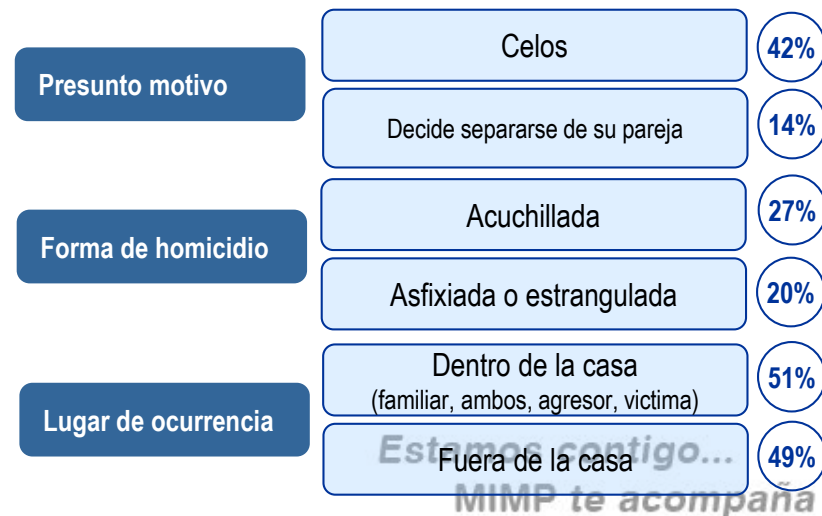 Presunto motivo
Celos
42%
Decide separarse de su pareja
14%
Forma de homicidio
Acuchillada
27%
Asfixiada o estrangulada
20%
Lugar de ocurrencia
Dentro de la casa
(familiar, ambos, agresor, victima)
51%
Fuera de la casa
49%
Estamos contigo...
MIMP te acompaña